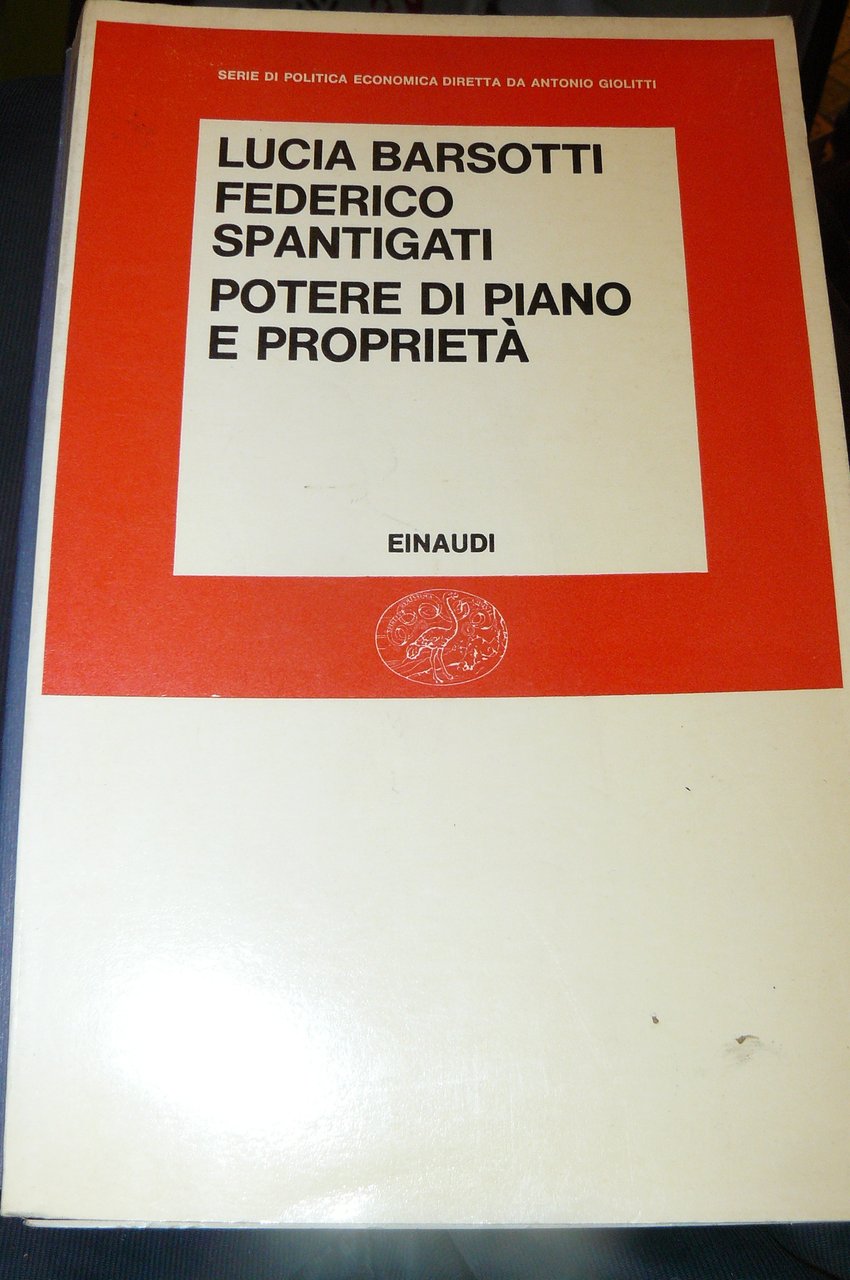 SERIE DI POLITICA ECONOMICA DIRETTA DA ANTONIO GIOLITTI
LUCIA BARSOTTI
FEDERICO
SPANTIGATI
POTERE DI PIANO
E PROPRIETÀ
EINAUDI